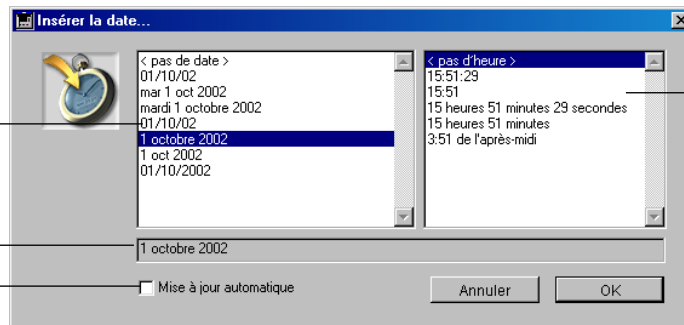 Insérer la date...
< pas de date >
01/10/02
mar 1 oct 2002
mardi 1 octobre 2002
01/10/02
1 octobre 2002
1 oct 2002
01/10/2002
< pas d'heure >
15:51:29
15:51
15 heures 51 minutes 29 secondes
15 heures 51 minutes
3:51 de l'après-midi
1 octobre 2002
Mise à jour automatique
Annuler
OK